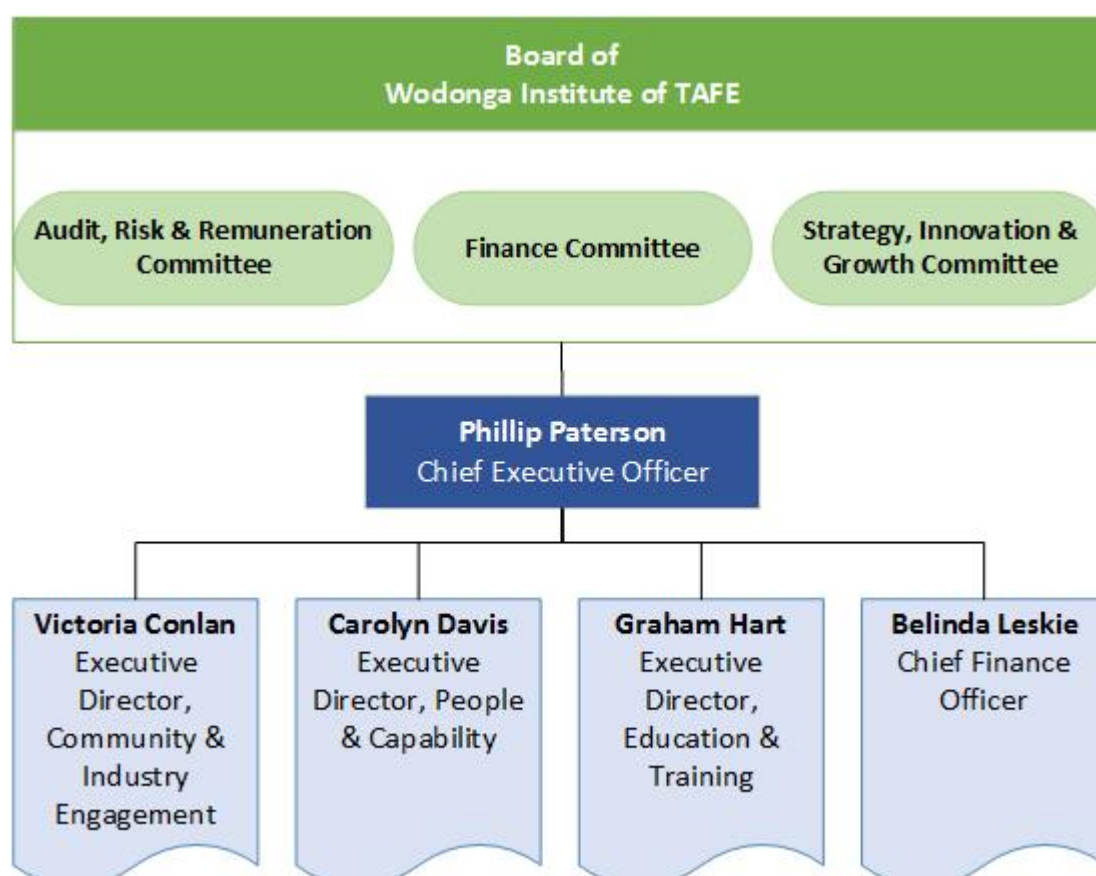 Board of
Wodonga Institute of TAFE
Audit, Risk & Remuneration
Committee
Finance Committee
Strategy, Innovation &
Growth Committee
Phillip Paterson
Chief Executive Officer
Victoria Conlan
Executive
Director,
Community &
Industry
Engagement
Carolyn Davis
Executive
Director, People
& Capability
Graham Hart
Executive
Director,
Education &
Training
Belinda Leskie
Chief Finance
Officer